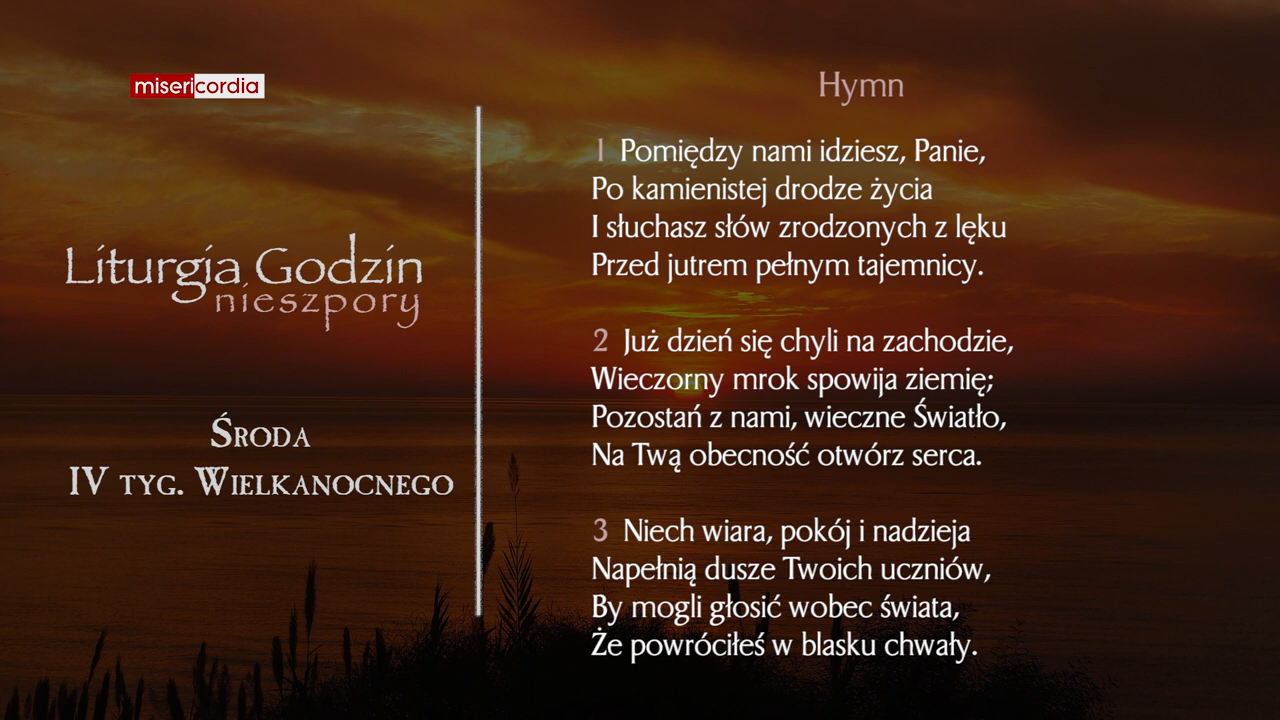 misericordia
Liturgia Godzin
nieszpory
Środa
IV tyg. Wielkanocnego
Hymn
1 Pomiędzy nami idziesz, Panie,
Po kamienistej drodze życia
I słuchasz słów zrodzonych z lęku
Przed jutrem pełnym tajemnicy.
2 Już dzień się chyli na zachodzie,
Wieczorny mrok spowija ziemię;
Pozostań z nami, wieczne Światło,
Na Twą obecność otwórz serca.
3 Niech wiara, pokój i nadzieja
Napełnią dusze Twoich uczniów,
By mogli głosić wobec świata,
Że powróciłeś w blasku chwały.